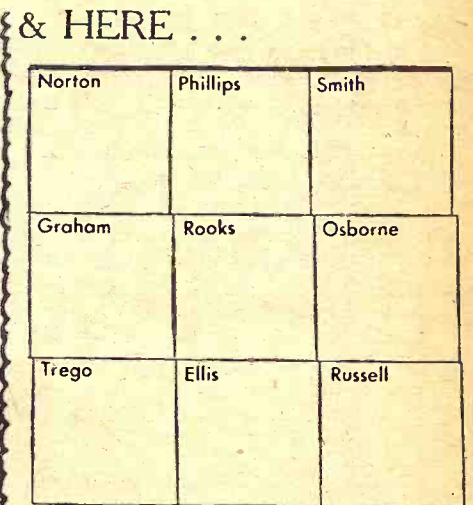 & HERE . . .
Norton Phillips Smith
Graham Rooks Osborne
Trego Ellis Russell